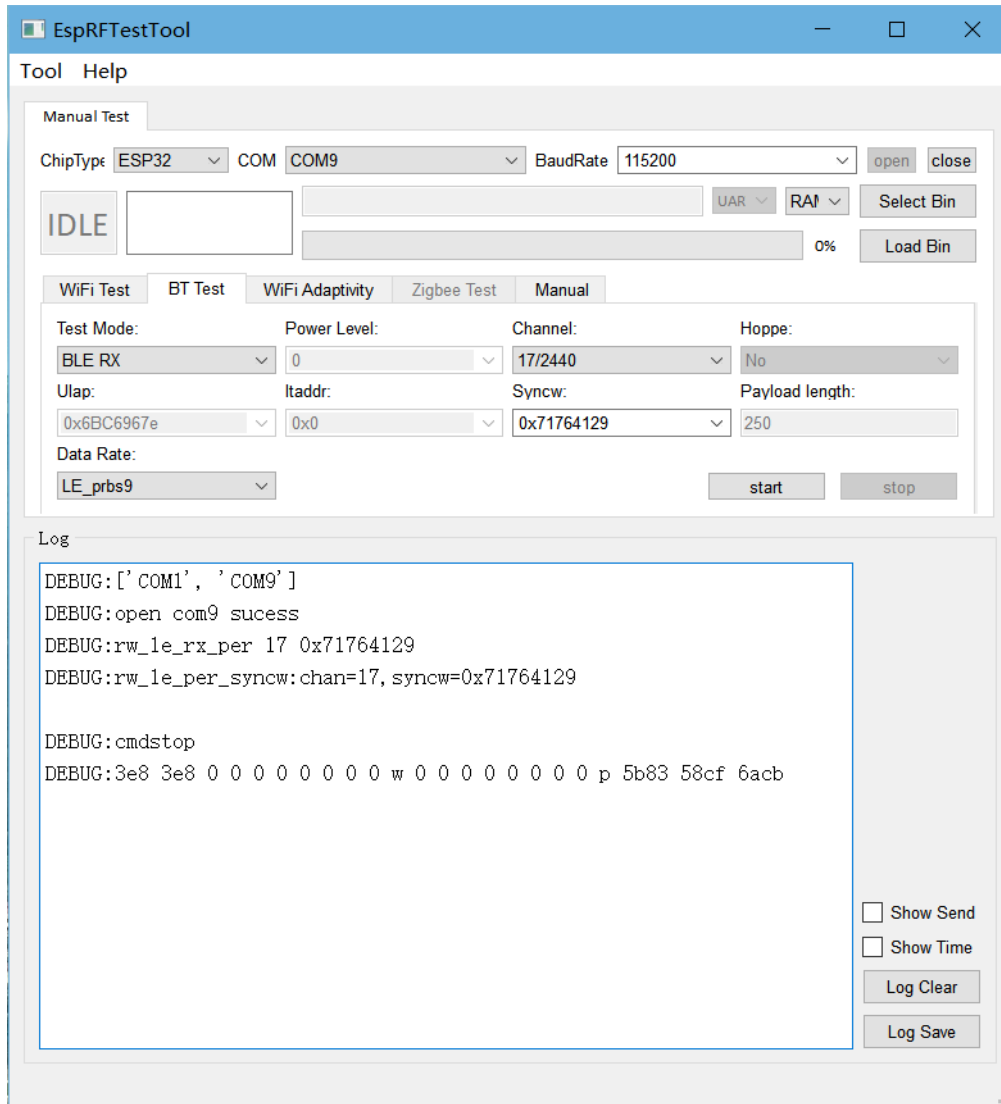 EspRFTestTool
Tool Help
Manual Test
ChipType ESP32 COM COM9 BaudRate 115200 open close
IDLE UAR RAM Select Bin
0% Load Bin
WiFi Test BT Test WiFi Adaptivity Zigbee Test Manual
Test Mode: Power Level: Channel: Hoppe:
BLE RX 0 17/2440 No
Ulap: ltaddr: Syncw: Payload length:
0x6BC6967e 0x0 0x71764129 250
Data Rate:
LE_prbs9 start stop
Log
DEBUG:['COM1', 'COM9']
DEBUG:open com9 sucess
DEBUG:rw_le_rx_per 17 0x71764129
DEBUG:rw_le_per_syncw:chan=17,syncw=0x71764129
DEBUG:cmdstop
DEBUG:3e8 3e8 0 0 0 0 0 0 0 0 w 0 0 0 0 0 0 0 0 p 5b83 58cf 6acb
Show Send
Show Time
Log Clear
Log Save